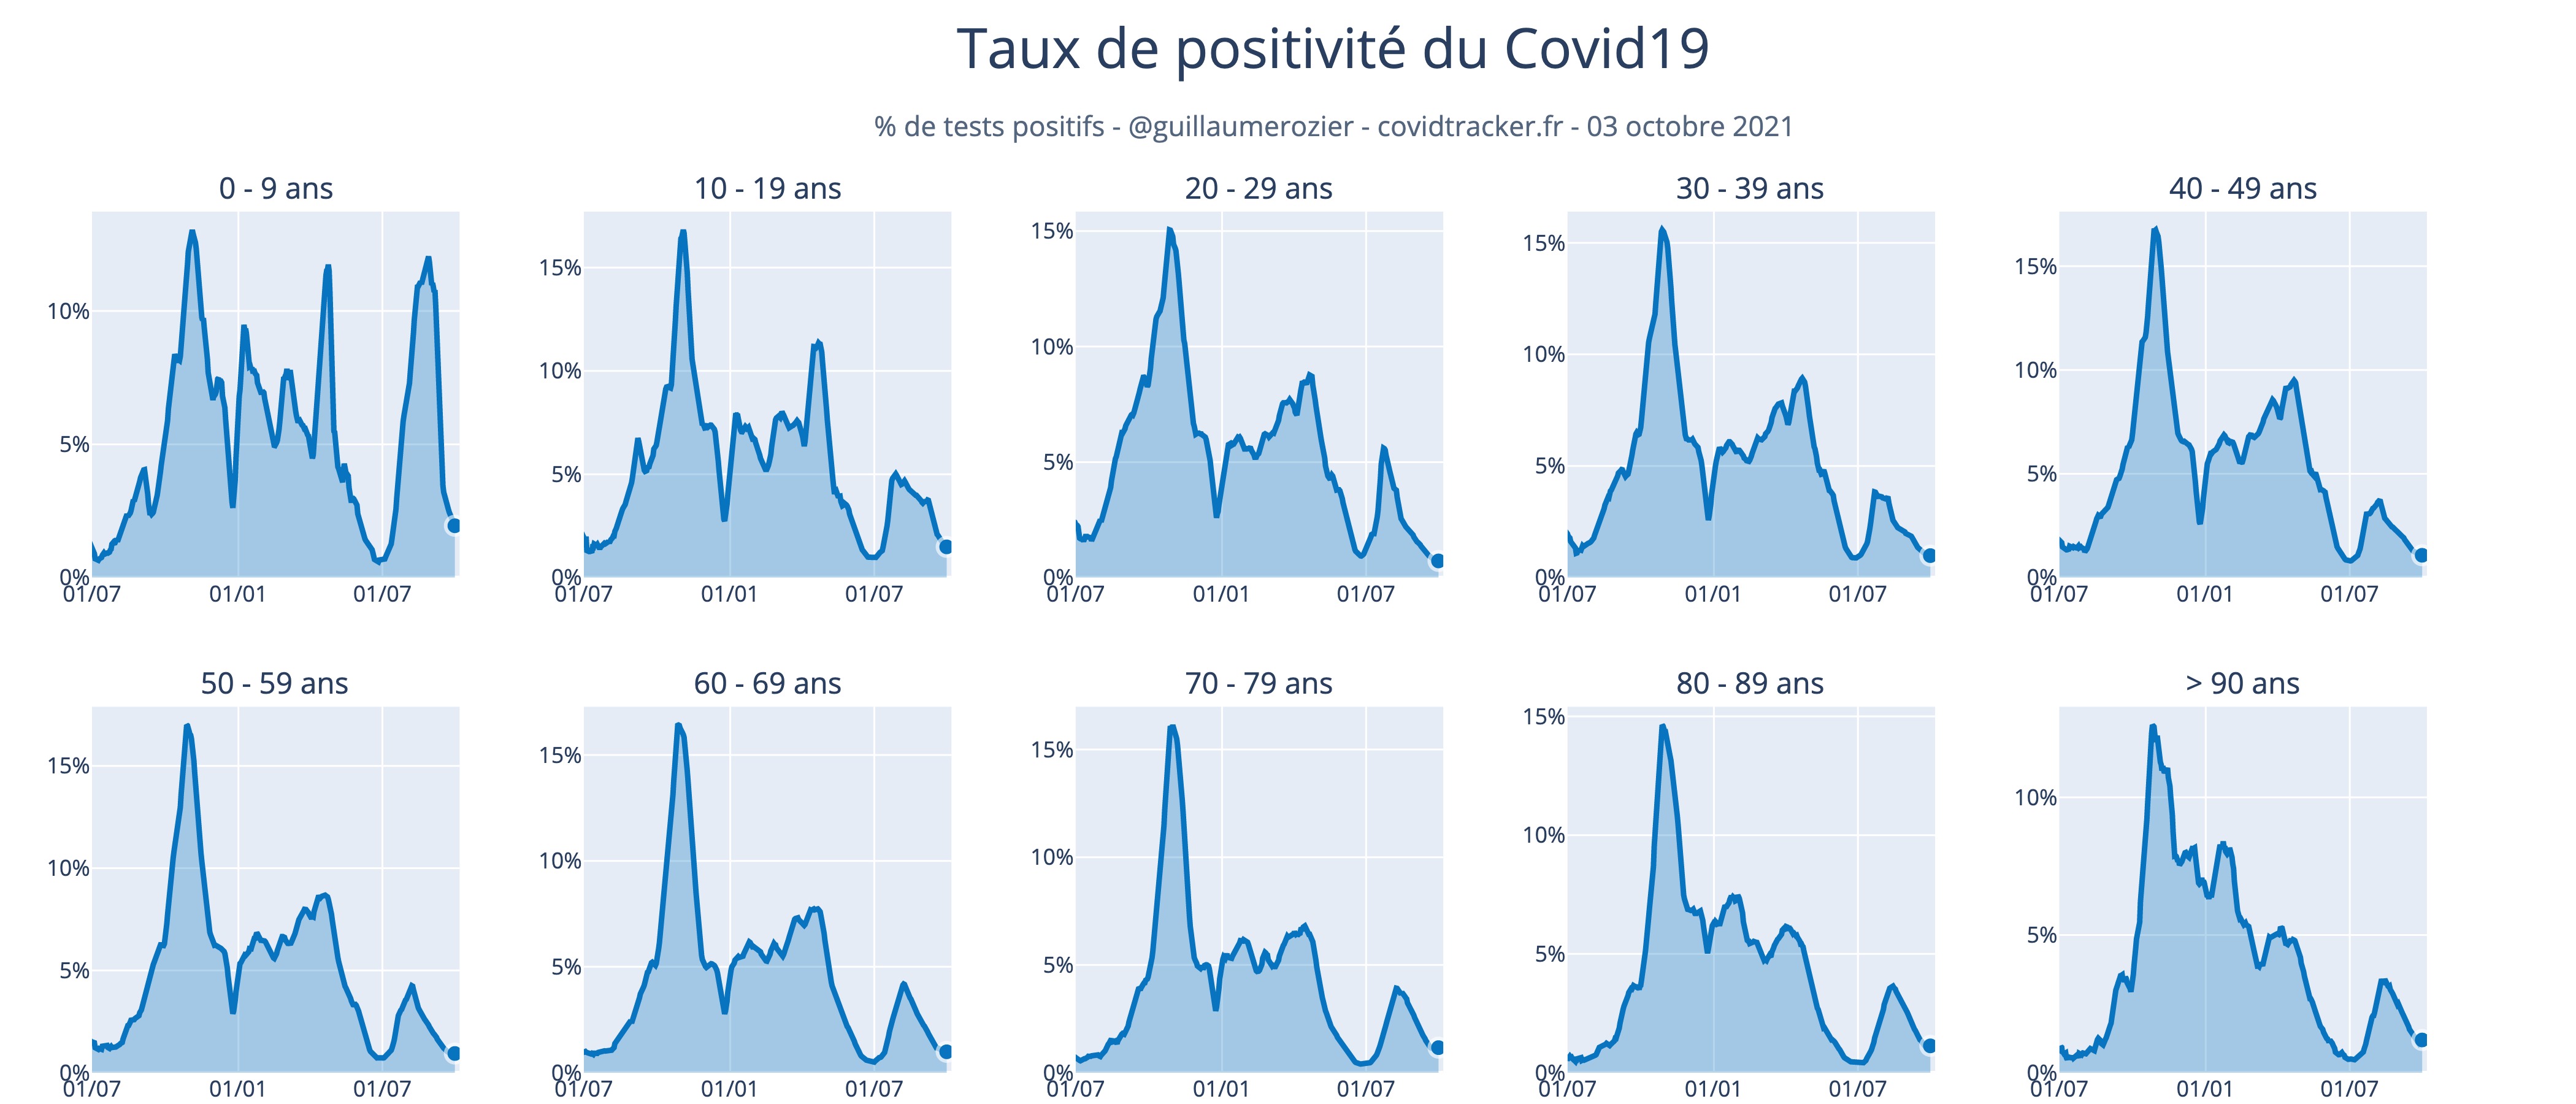 Taux de positivité du Covid19
% de tests positifs - @guillaumerozier - covidtracker.fr - 03 octobre 2021
0 - 9 ans
10%
5%
0%
01/07 01/01 01/07
10 - 19 ans
15%
10%
5%
0%
01/07 01/01 01/07
20 - 29 ans
15%
10%
5%
0%
01/07 01/01 01/07
30 - 39 ans
15%
10%
5%
0%
01/07 01/01 01/07
40 - 49 ans
15%
10%
5%
0%
01/07 01/01 01/07
50 - 59 ans
15%
10%
5%
0%
01/07 01/01 01/07
60 - 69 ans
15%
10%
5%
0%
01/07 01/01 01/07
70 - 79 ans
15%
10%
5%
0%
01/07 01/01 01/07
80 - 89 ans
15%
10%
5%
0%
01/07 01/01 01/07
> 90 ans
10%
5%
0%
01/07 01/01 01/07